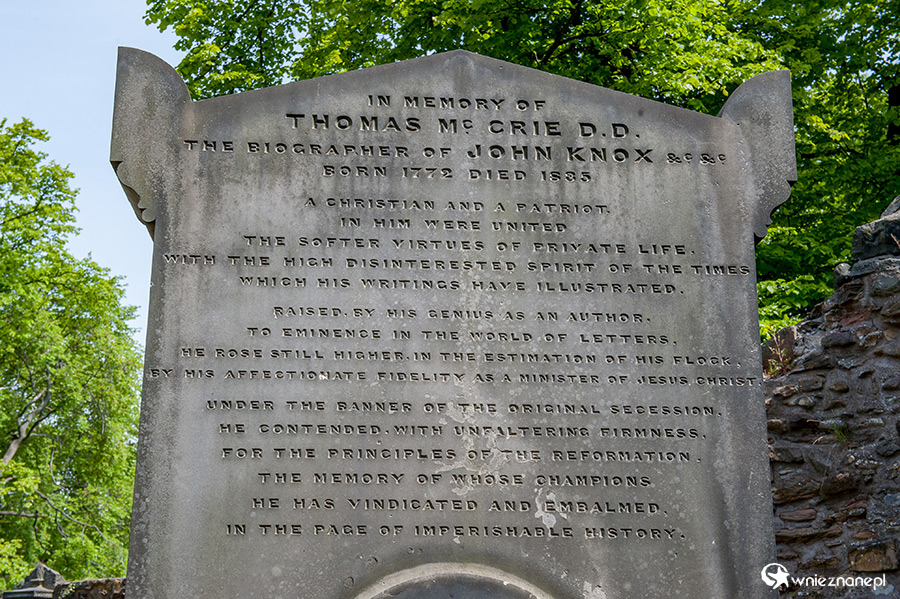 IN MEMORY OF
THOMAS Mc CRIE D.D.
THE BIOGRAPHER OF JOHN KNOX &c &c
BORN 1772 DIED 1835
A CHRISTIAN AND A PATRIOT,
IN HIM WERE UNITED
THE SOFTER VIRTUES OF PRIVATE LIFE,
WITH THE HIGH DISINTERESTED SPIRIT OF THE TIMES
WHICH HIS WRITINGS HAVE ILLUSTRATED.
RAISED, BY HIS GENIUS AS AN AUTHOR,
TO EMINENCE IN THE WORLD OF LETTERS,
HE ROSE STILL HIGHER, IN THE ESTIMATION OF HIS FLOCK,
BY HIS AFFECTIONATE FIDELITY AS A MINISTER OF JESUS CHRIST.
UNDER THE BANNER OF THE ORIGINAL SECESSION,
HE CONTENDED, WITH UNFALTERING FIRMNESS,
FOR THE PRINCIPLES OF THE REFORMATION,
THE MEMORY OF WHOSE CHAMPIONS
HE HAS VINDICATED AND EMBALMED,
IN THE PAGE OF IMPERISHABLE HISTORY.
wnieznane.pl